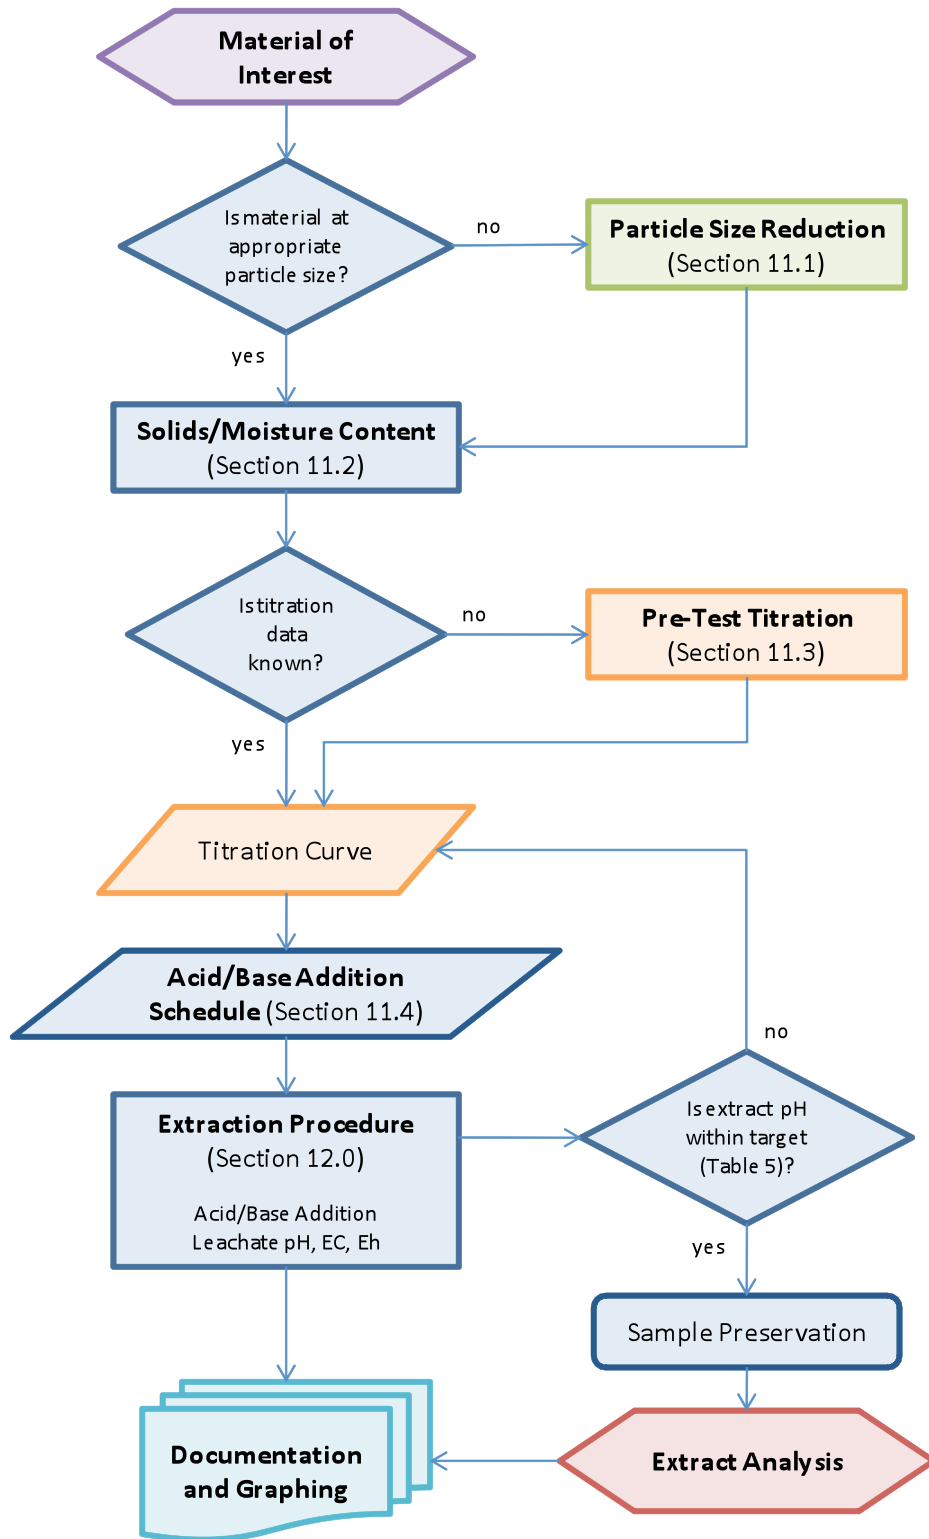 Material of
Interest
Is material at
appropriate
particle size?
no
Particle Size Reduction
(Section 11.1)
yes
Solids/Moisture Content
(Section 11.2)
Is titration
data
known?
no
Pre-Test Titration
(Section 11.3)
yes
Titration Curve
Acid/Base Addition
Schedule (Section 11.4)
no
Extraction Procedure
(Section 12.0)
Acid/Base Addition
Leachate pH, EC, Eh
Is extract pH
within target
(Table 5)?
yes
Sample Preservation
Documentation
and Graphing
Extract Analysis